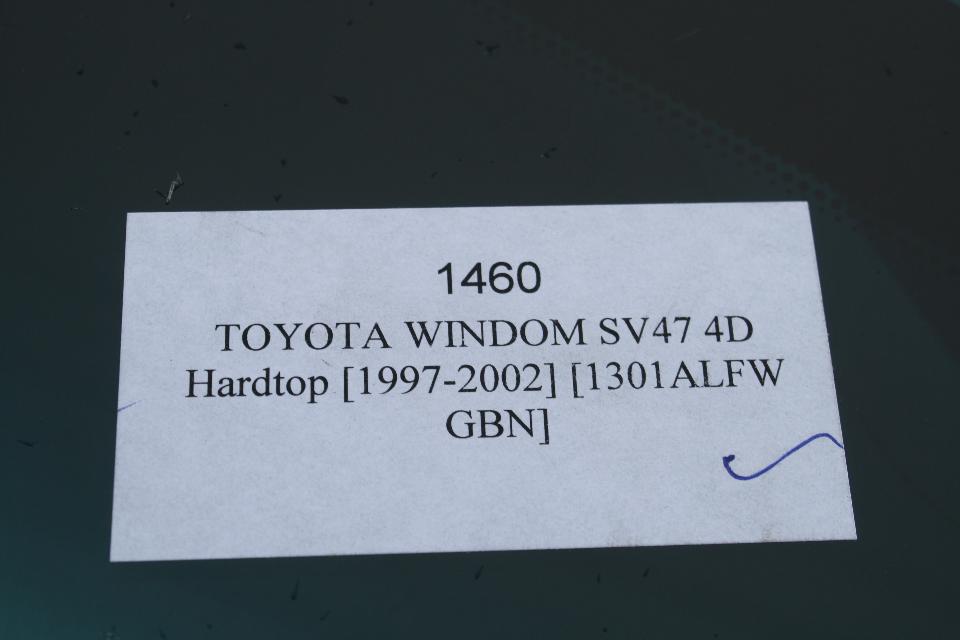 1460
TOYOTA WINDOM SV47 4D
Hardtop [1997-2002] [1301ALFW
GBN]